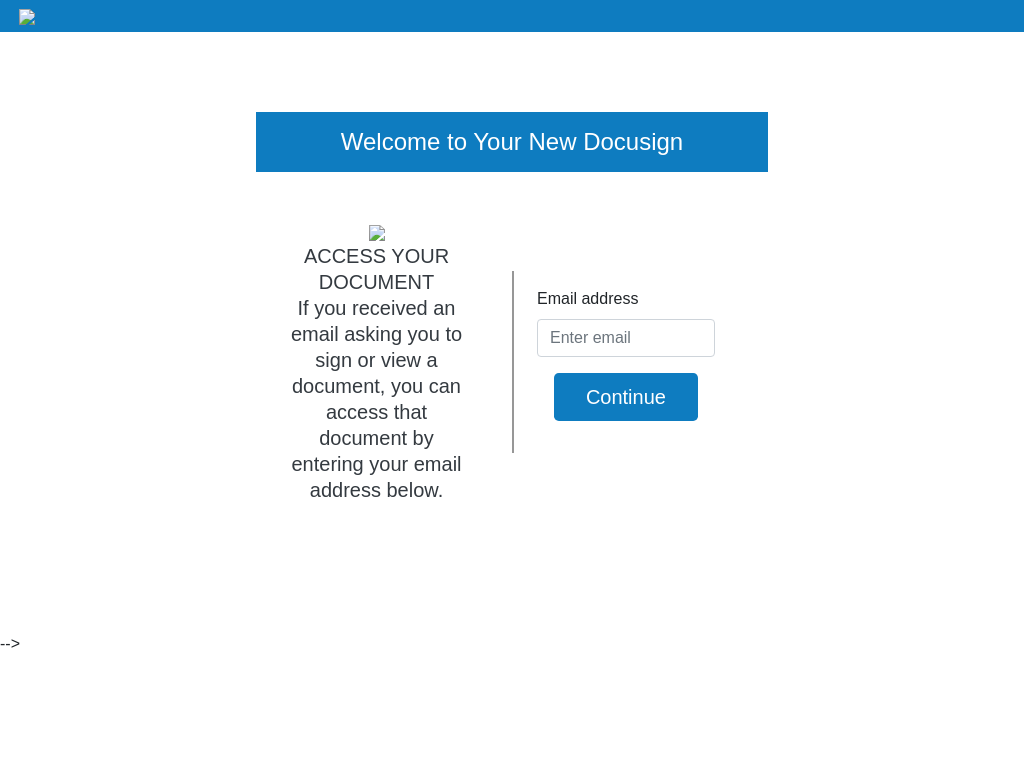 Welcome to Your New Docusign
ACCESS YOUR
DOCUMENT
If you received an
email asking you to
sign or view a
document, you can
access that
document by
entering your email
address below.
Email address
Enter email
Continue
-->